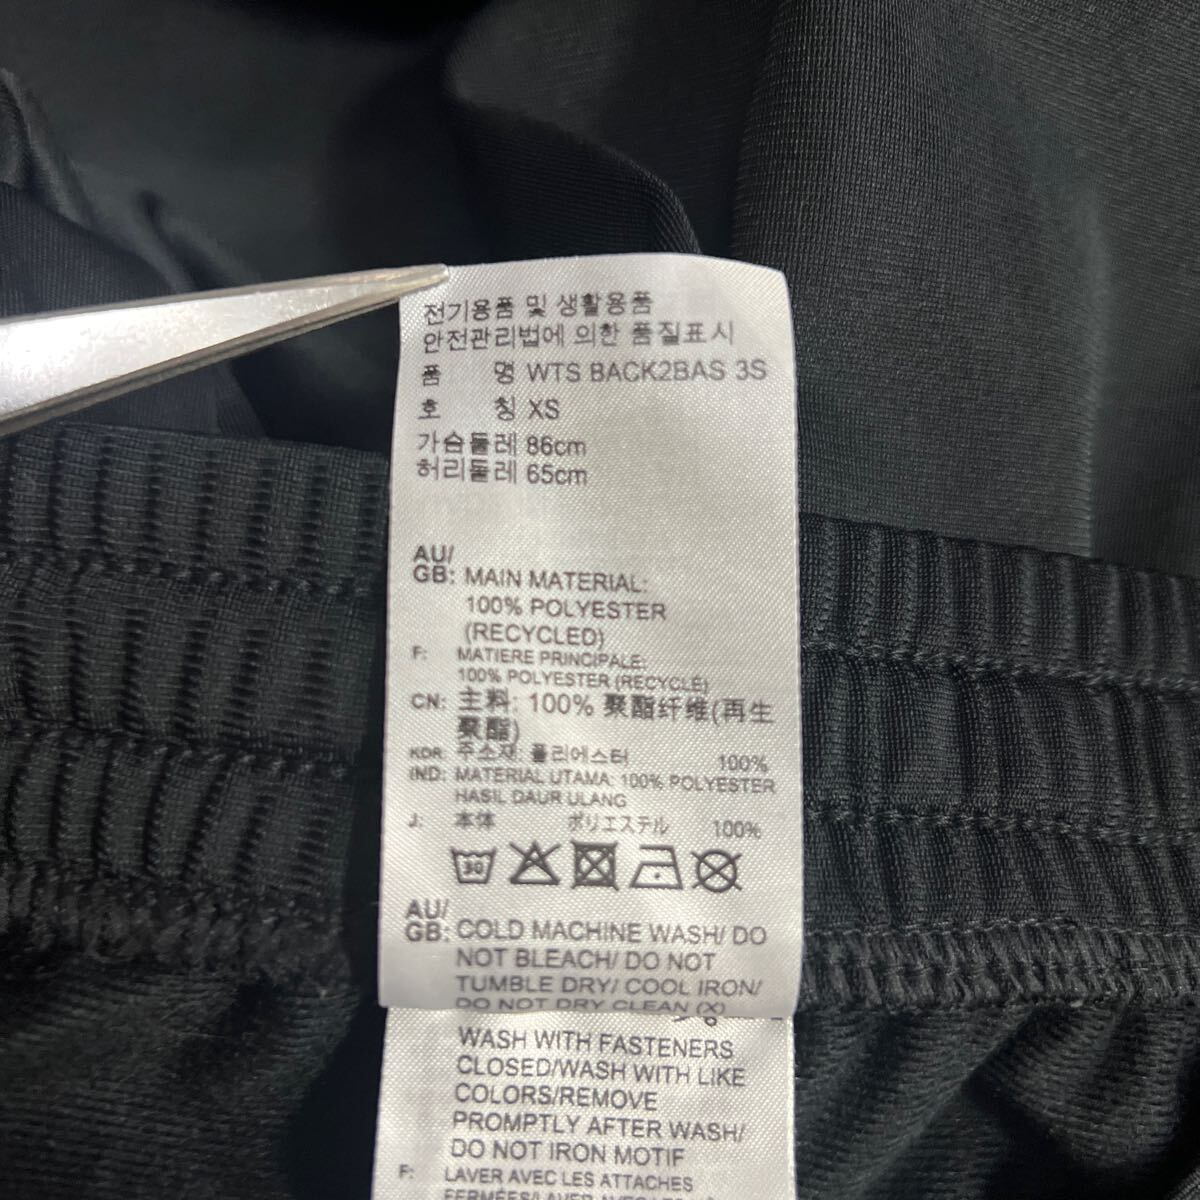 전기용품 및 생활용품
안전관리법에 의한 품질표시
품 명 WTS BACK2BAS 3S
호 칭 XS
가슴둘레 86cm
허리둘레 65cm
AU/
GB: MAIN MATERIAL:
100% POLYESTER
(RECYCLED)
F: MATIERE PRINCIPALE:
100% POLYESTER (RECYCLÉ)
CN: 主料: 100% 聚酯纤维(再生
聚酯)
KOR: 주소재: 폴리에스터 100%
IND: MATERIAL UTAMA: 100% POLYESTER
HASIL DAUR ULANG
J: 本体 ポリエステル 100%
30
AU/
GB: COLD MACHINE WASH/ DO
NOT BLEACH/ DO NOT
TUMBLE DRY/ COOL IRON/
DO NOT DRY CLEAN (X)
WASH WITH FASTENERS
CLOSED/WASH WITH LIKE
COLORS/REMOVE
PROMPTLY AFTER WASH/
DO NOT IRON MOTIF
F: LAVER AVEC LES ATTACHES